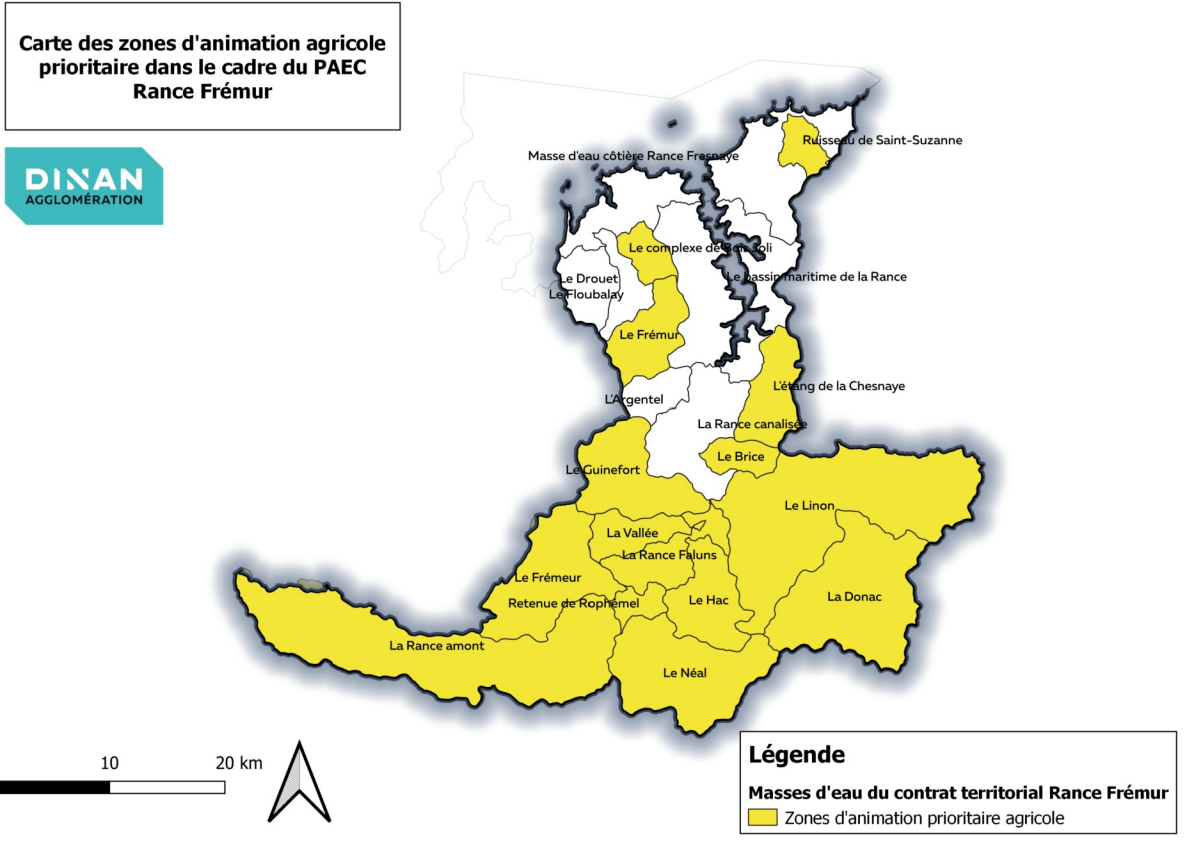 Carte des zones d'animation agricole
prioritaire dans le cadre du PAEC
Rance Frémur
DINAN
AGGLOMÉRATION
Ruisseau de Saint-Suzanne
Masse d'eau côtière Rance Fresnaye
Le complexe de Bois Joli
Le bassin maritime de la Rance
Le Drouet
Le Floubalay
Le Frémur
L'étang de la Chesnaye
L'Argentel
La Rance canalisée
Le Brice
Le Guinefort
Le Linon
La Vallée
La Rance Faluns
Le Frémeur
Retenue de Rophémel
Le Hac
La Donac
La Rance amont
Le Néal
10 20 km
Légende
Masses d'eau du contrat territorial Rance Frémur
Zones d'animation prioritaire agricole